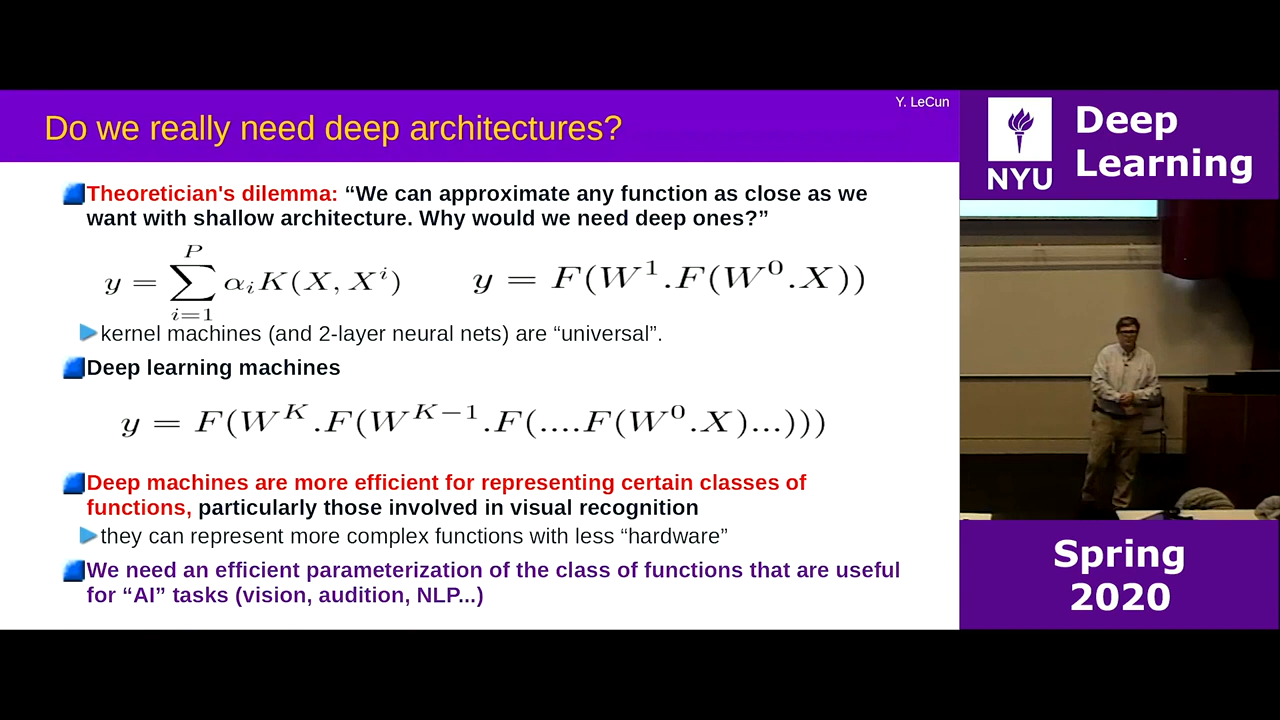 Y. LeCun
Do we really need deep architectures?
Theoretician's dilemma: “We can approximate any function as close as we
want with shallow architecture. Why would we need deep ones?”
y = \sum_{i=1}^{P} α_i K(X, X^i)
y = F(W^1.F(W^0.X))
kernel machines (and 2-layer neural nets) are “universal”.
Deep learning machines
y = F(W^K.F(W^{K-1}.F(....F(W^0.X)...)))
Deep machines are more efficient for representing certain classes of
functions, particularly those involved in visual recognition
they can represent more complex functions with less “hardware”
We need an efficient parameterization of the class of functions that are useful
for “AI” tasks (vision, audition, NLP...)
NYU
Deep
Learning
Spring
2020